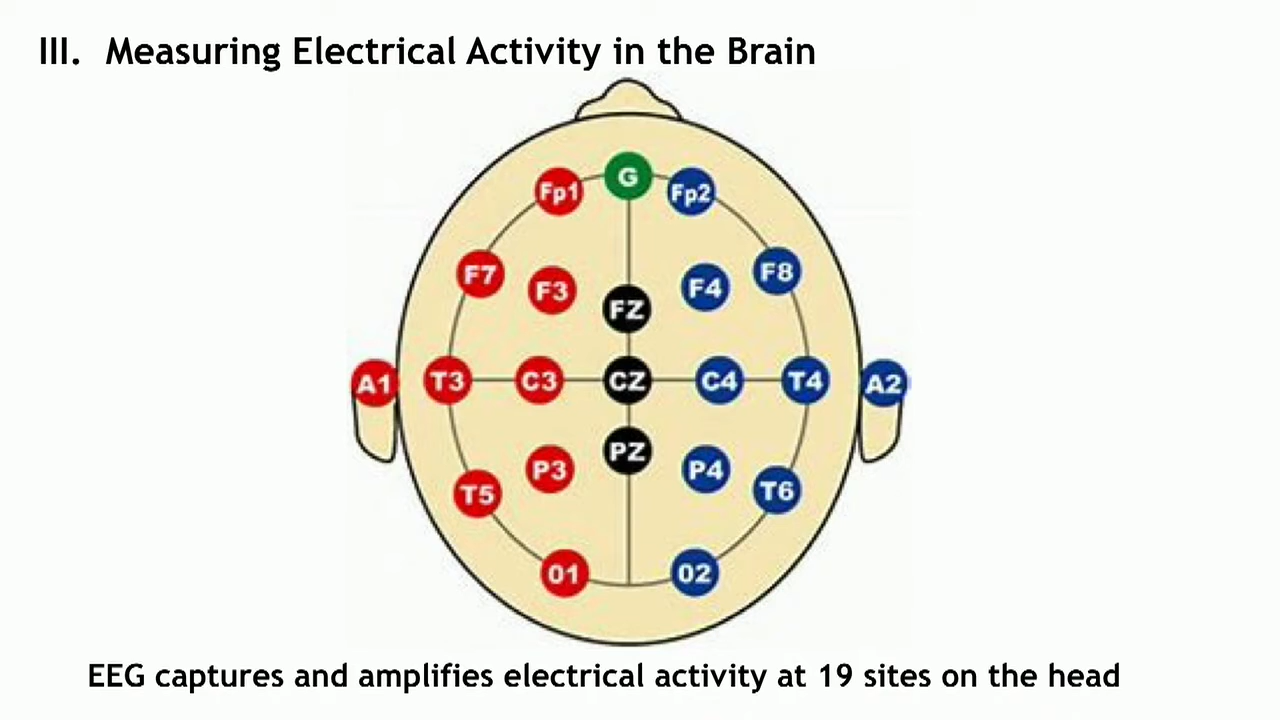 III. Measuring Electrical Activity in the Brain
G
Fp1 Fp2
F7 F3 FZ F4 F8
A1 T3 C3 CZ C4 T4 A2
T5 P3 PZ P4 T6
01 02
EEG captures and amplifies electrical activity at 19 sites on the head